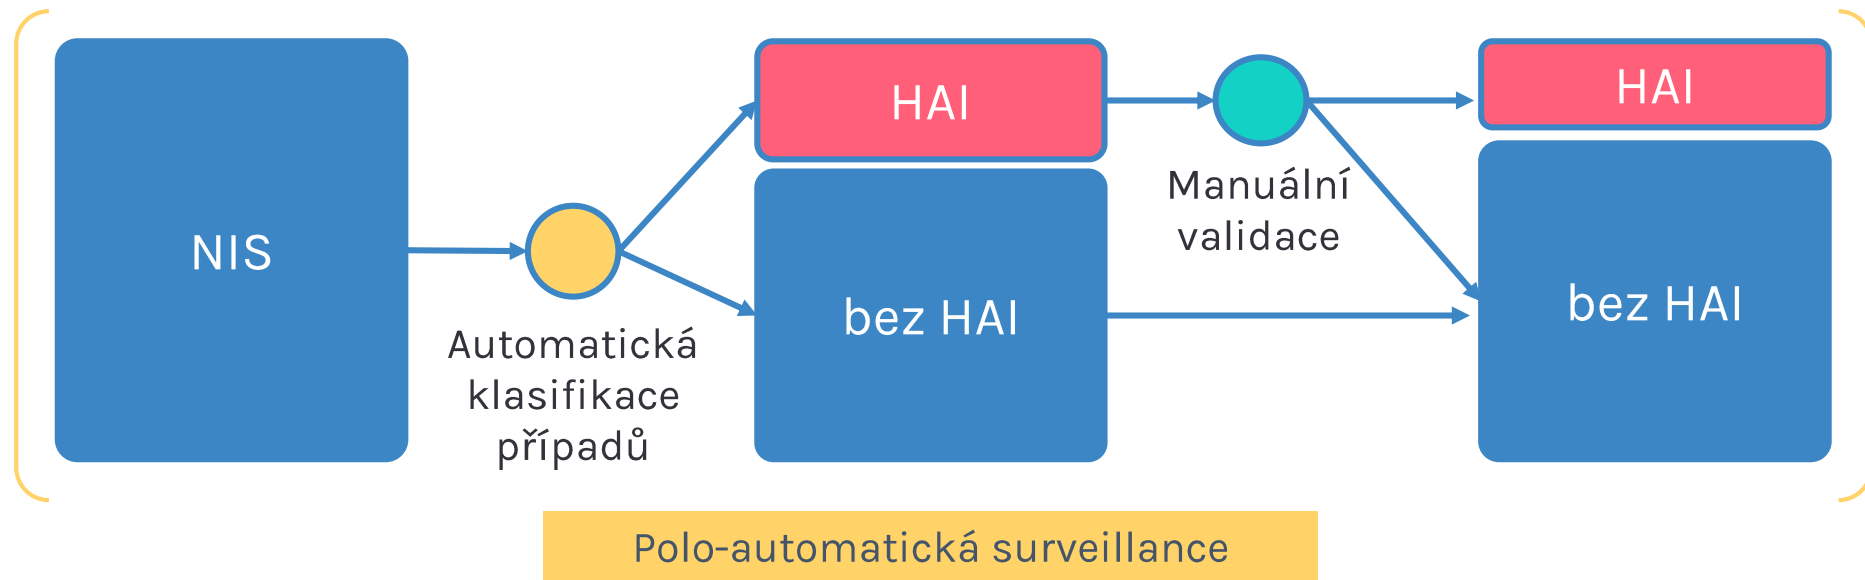 NIS
Automatická
klasifikace
případů
HAI
bez HAI
Manuální
validace
HAI
bez HAI
Polo-automatická surveillance